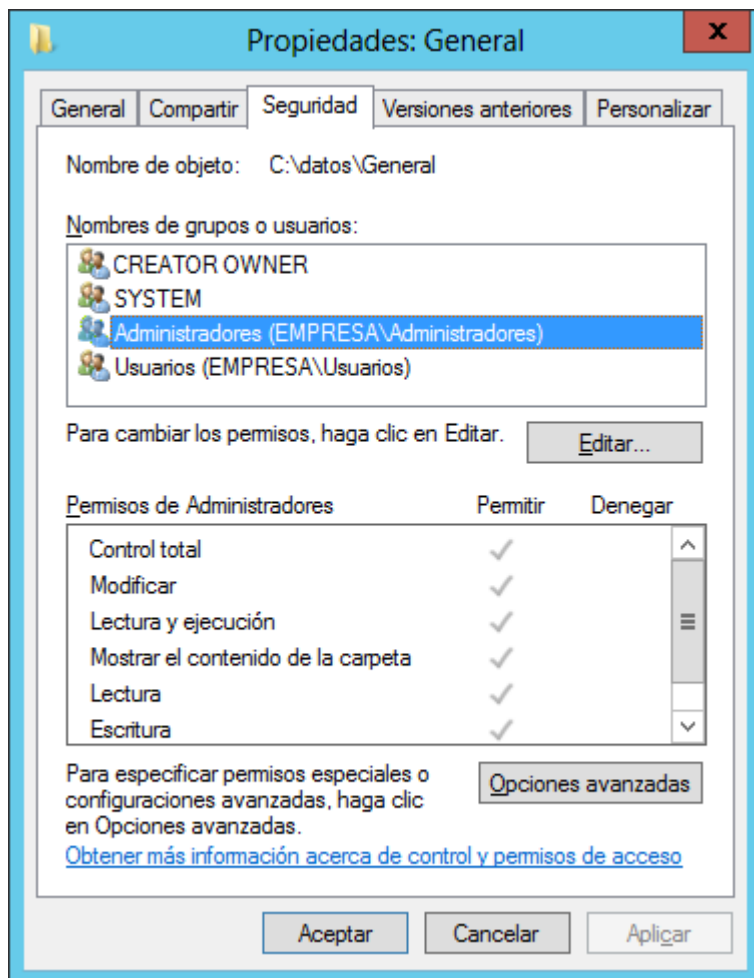 Propiedades: General
x
General Compartir Seguridad Versiones anteriores Personalizar
Nombre de objeto: C:\datos\General
Nombres de grupos o usuarios:
CREATOR OWNER
SYSTEM
Administradores (EMPRESA\Administradores)
Usuarios (EMPRESA\Usuarios)
Para cambiar los permisos, haga clic en Editar. Editar...
Permisos de Administradores Permitir Denegar
Control total
Modificar
Lectura y ejecución
Mostrar el contenido de la carpeta
Lectura
Escritura
Para especificar permisos especiales o
configuraciones avanzadas, haga clic
en Opciones avanzadas.
Opciones avanzadas
Obtener más información acerca de control y permisos de acceso
Aceptar Cancelar Aplicar